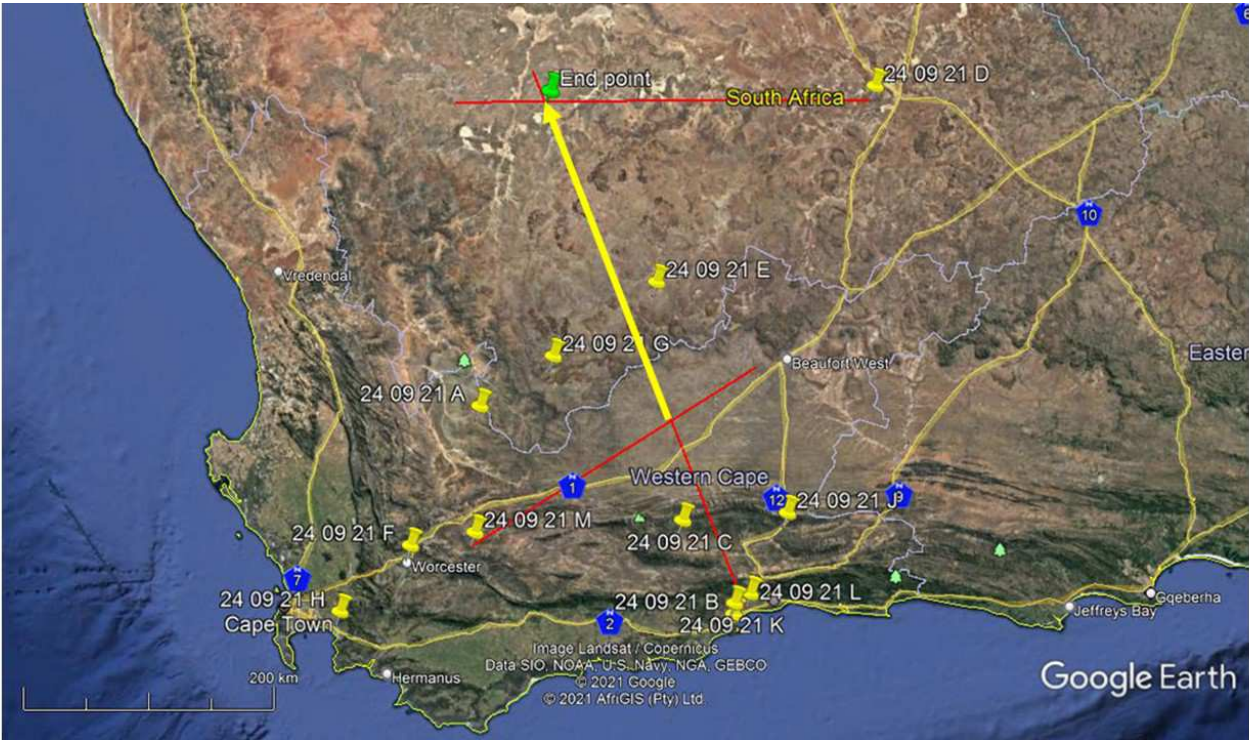 End point
24 09 21 D
South Africa
10
Vredendal
24 09 21 E
24 09 21 G
Beaufort West
Eastern
24 09 21 A
Western Cape
1
12
24 09 21 J
9
24 09 21 M
24 09 21 F
24 09 21 C
Worcester
7
24 09 21 H
24 09 21 B
24 09 21 L
Gqeberha
Jeffreys Bay
Cape Town
2
24 09 21 K
Image Landsat / Copernicus
Data SIO, NOAA, U.S. Navy, NGA, GEBCO
© 2021 Google
© 2021 AfriGIS (Pty) Ltd.
200 km
Hermanus
Google Earth